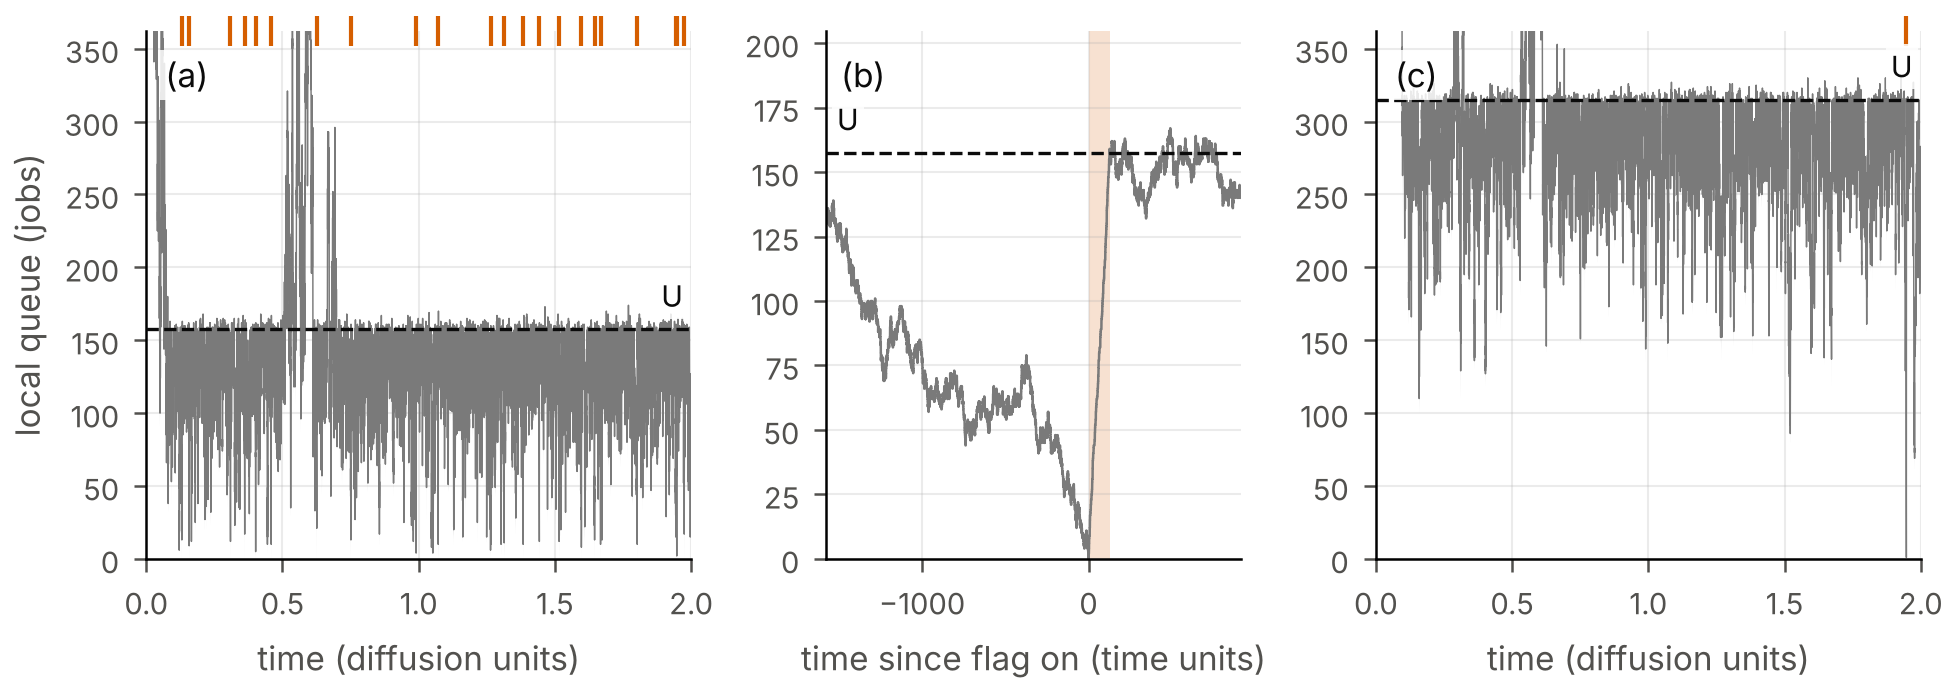 local queue (jobs)
350
300
250
200
150
100
50
0
(a)
U
0.0 0.5 1.0 1.5 2.0
time (diffusion units)
200
175
150
125
100
75
50
25
0
(b)
U
−1000 0
time since flag on (time units)
350
300
250
200
150
100
50
0
(c)
U
0.0 0.5 1.0 1.5 2.0
time (diffusion units)